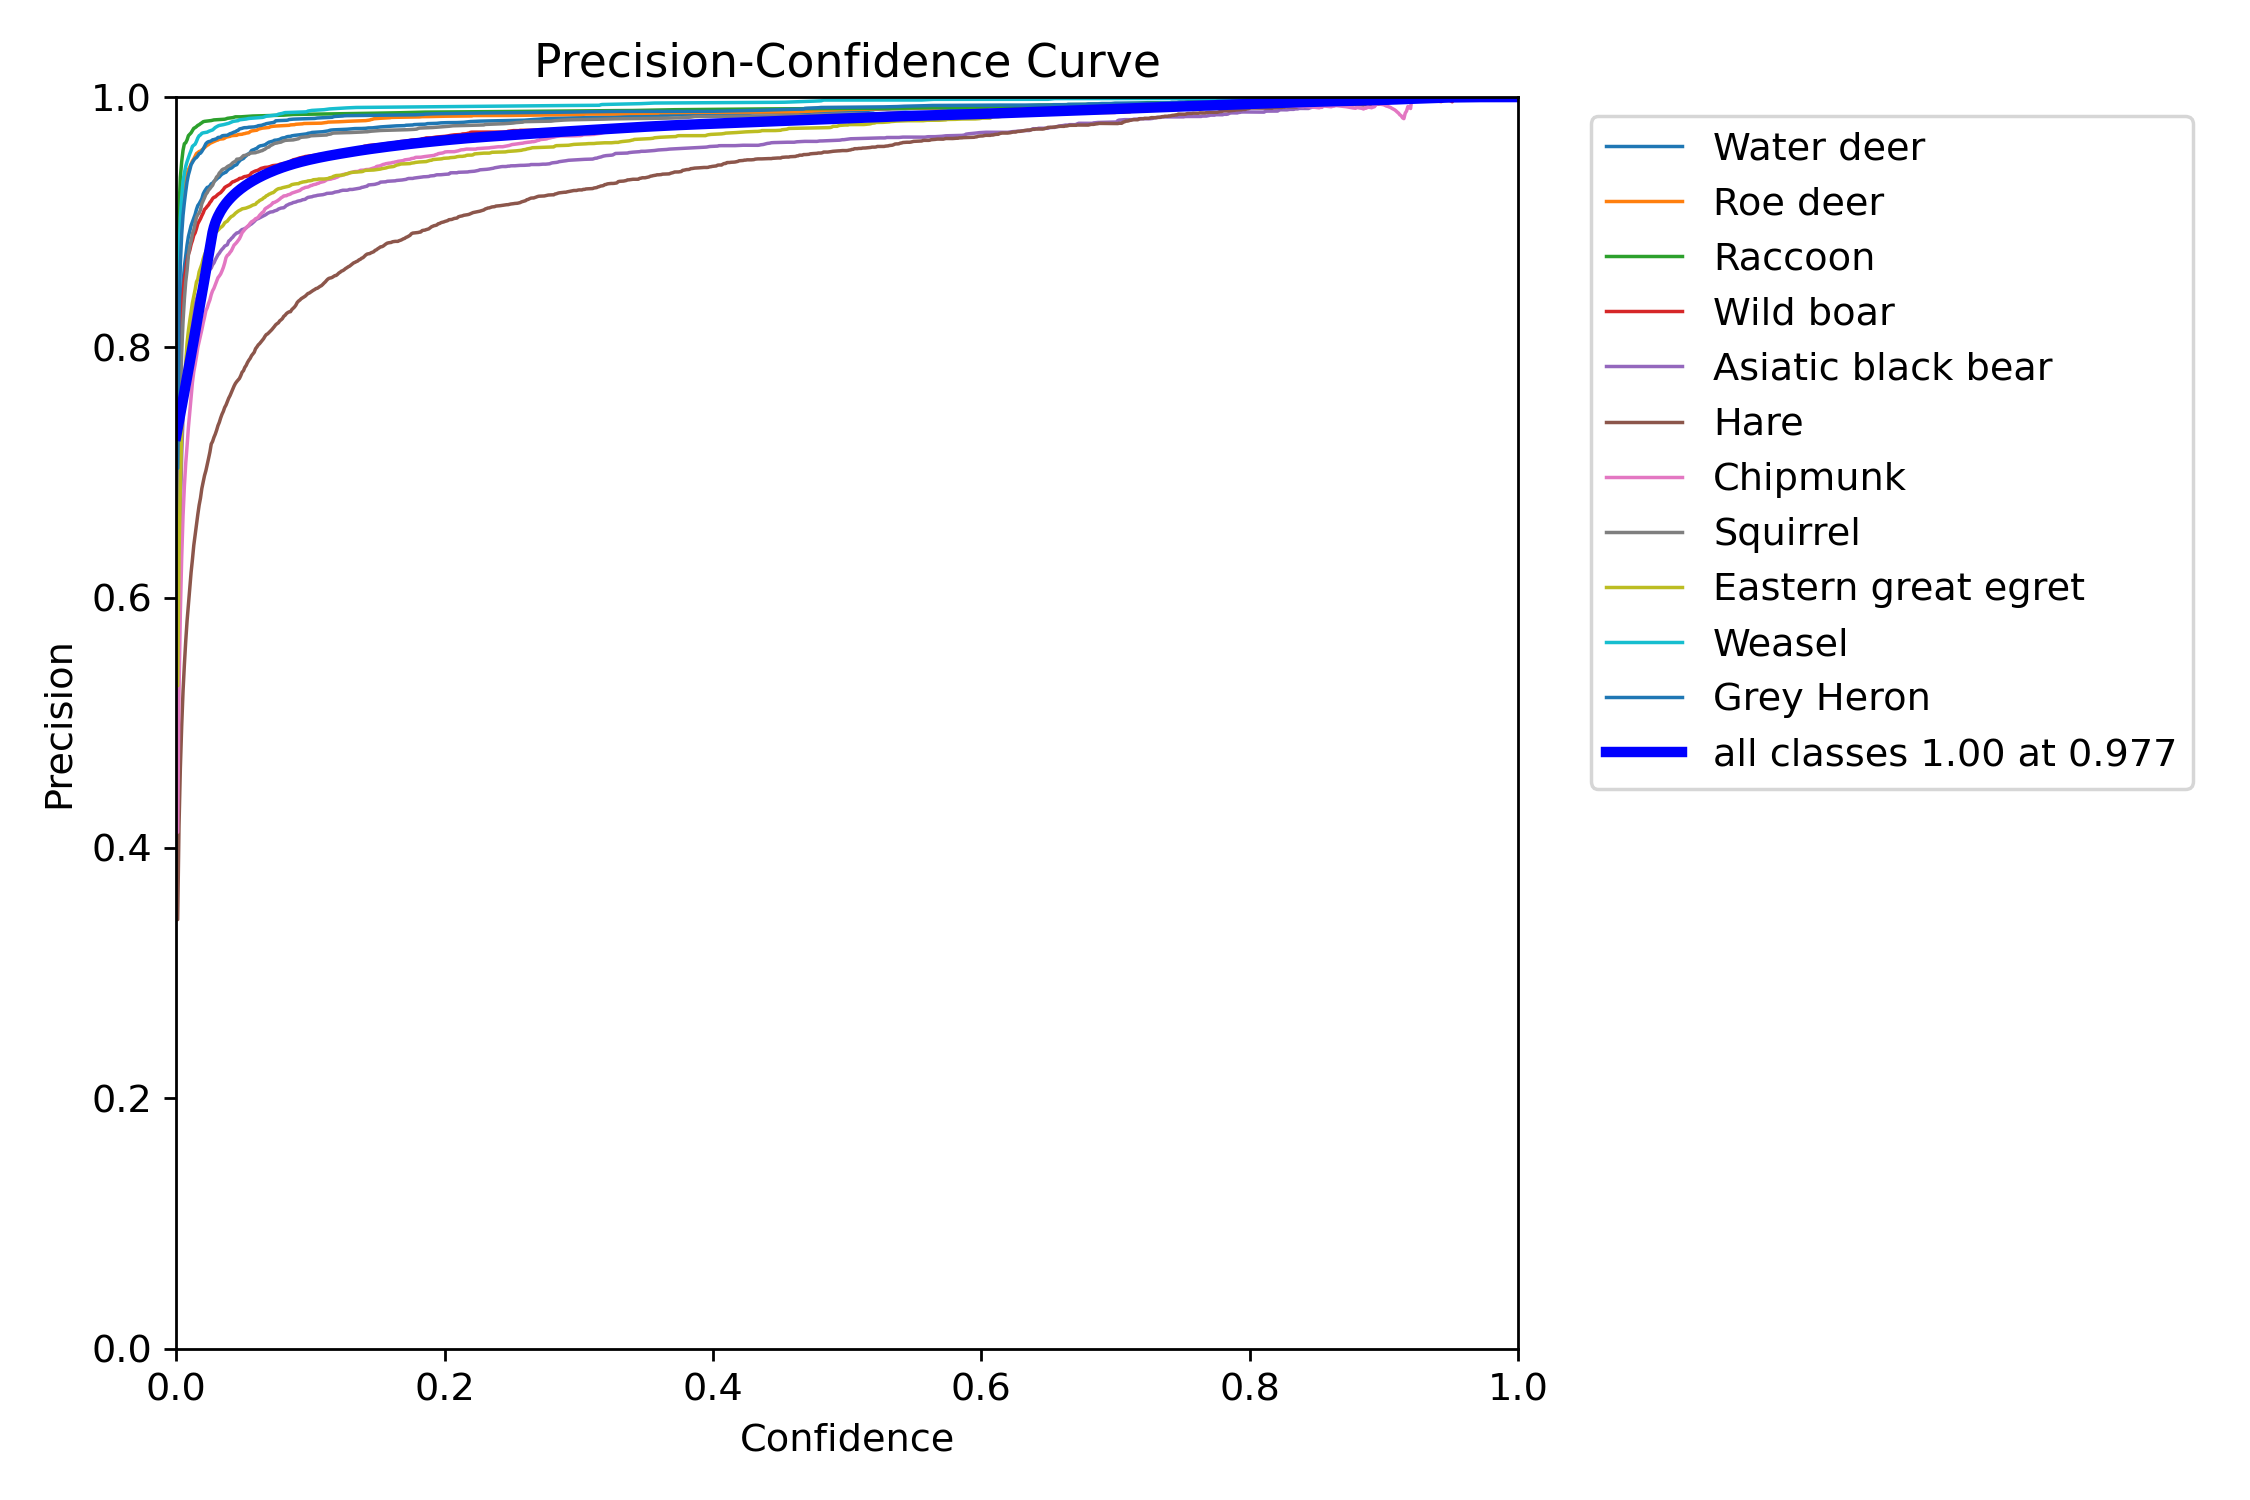 Precision-Confidence Curve
1.0
0.8
0.6
0.4
0.2
0.0
Precision
0.0 0.2 0.4 0.6 0.8 1.0
Confidence
Water deer
Roe deer
Raccoon
Wild boar
Asiatic black bear
Hare
Chipmunk
Squirrel
Eastern great egret
Weasel
Grey Heron
all classes 1.00 at 0.977